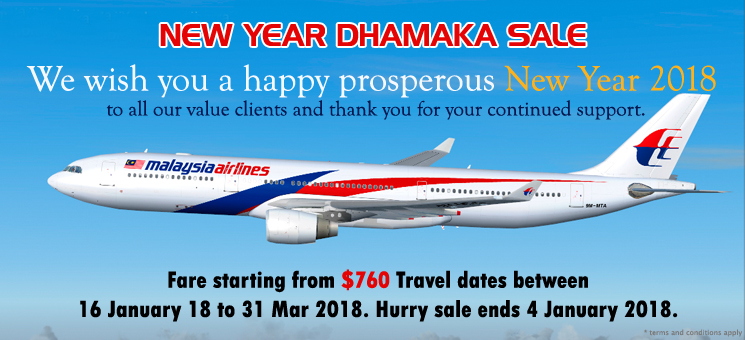 NEW YEAR DHAMAKA SALE
We wish you a happy prosperous New Year 2018
to all our value clients and thank you for your continued support.
malaysia airlines
9M-MTA
Fare starting from $760 Travel dates between
16 January 18 to 31 Mar 2018. Hurry sale ends 4 January 2018.
* terms and conditions apply